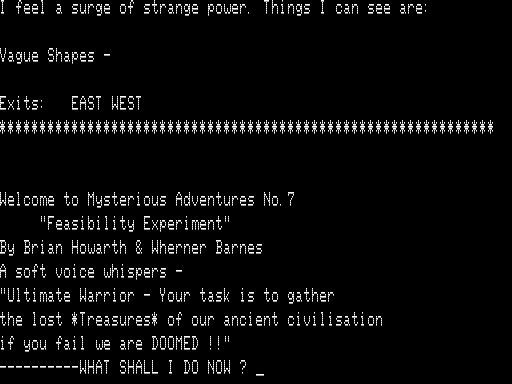 I feel a surge of strange power. Things I can see are:
Vague Shapes -
Exits:   EAST WEST
**************************************************************
Welcome to Mysterious Adventures No.7
"Feasibility Experiment"
By Brian Howarth & Wherner Barnes
A soft voice whispers -
"Ultimate Warrior - Your task is to gather
the lost *Treasures* of our ancient civilisation
if you fail we are DOOMED !!"
----------WHAT SHALL I DO NOW ? _